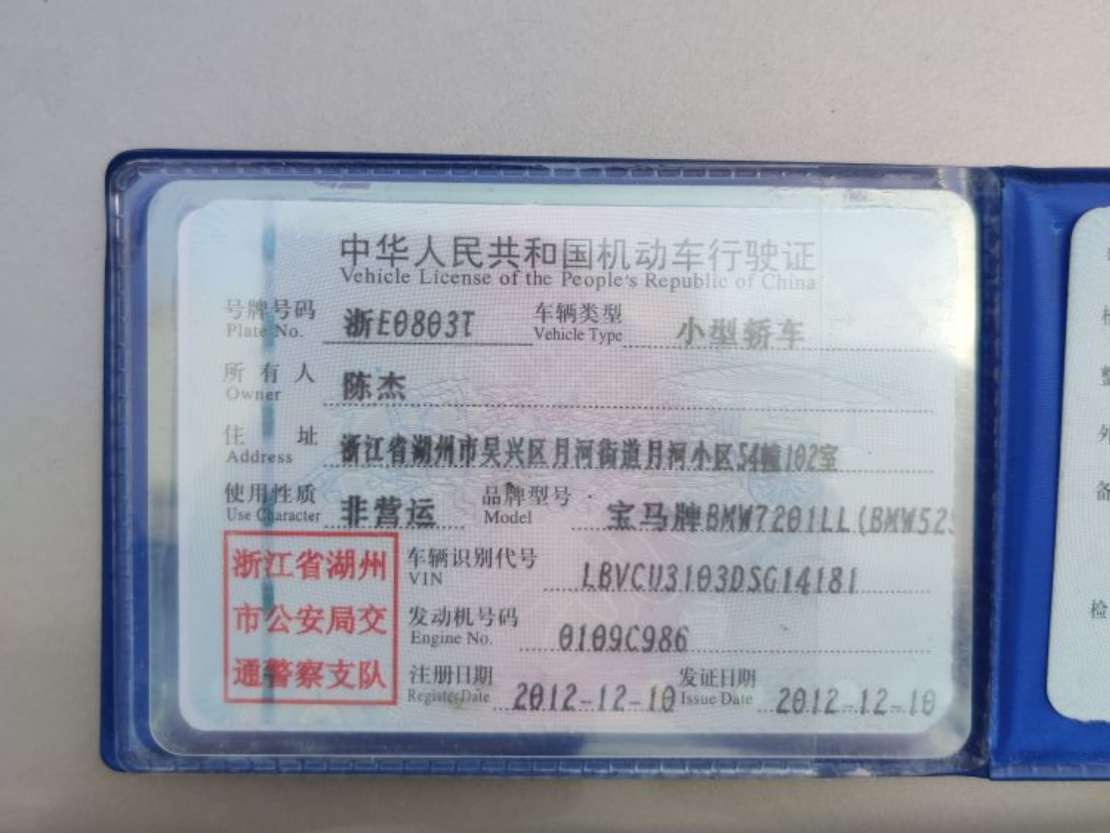 中华人民共和国机动车行驶证
Vehicle License of the People's Republic of China
号牌号码 浙E0803T 车辆类型 小型轿车
Plate No. Vehicle Type
所有人 陈杰
Owner
住址 浙江省湖州市吴兴区月河街道月河小区54幢102室
Address
使用性质 非营运 品牌型号 宝马牌BMW7201LL(BMW52
Use Character Model
浙江省湖州
市公安局交
通警察支队
车辆识别代号 LBVCU3103DSG14181
VIN
发动机号码 0109C986
Engine No.
注册日期 2012-12-10 发证日期 2012-12-10
Register Date Issue Date